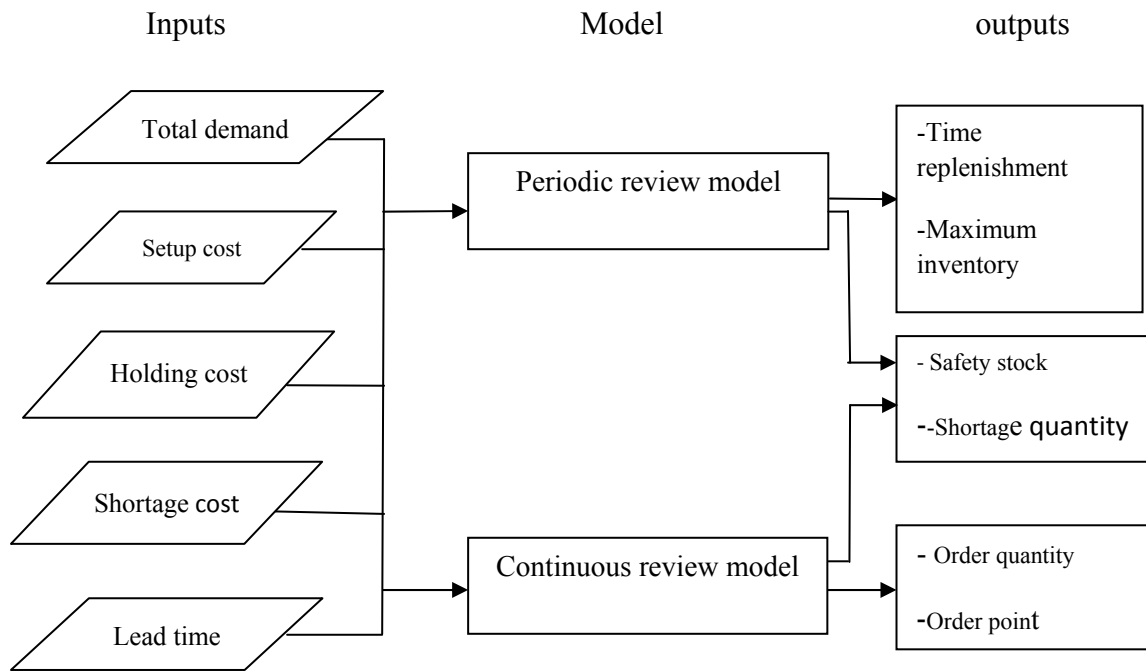 Inputs
Model
outputs
Total demand
Setup cost
Holding cost
Shortage cost
Lead time
Periodic review model
Continuous review model
-Time
replenishment
-Maximum
inventory
- Safety stock
--Shortage quantity
- Order quantity
-Order point